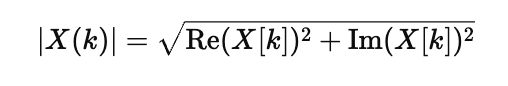 |X(k)| = √Re(X[k])² + Im(X[k])²